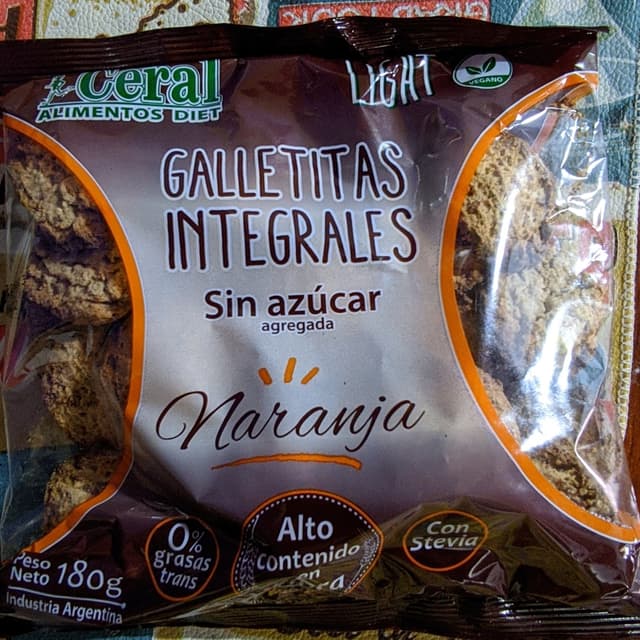 Ceral
ALIMENTOS DIET
LIGHT
VEGANO
GALLETITAS
INTEGRALES
Sin azúcar
agregada
Naranja
0%
grasas
trans
Alto
contenido
en
Con
Stevia
Peso
Neto 180g
Industria Argentina